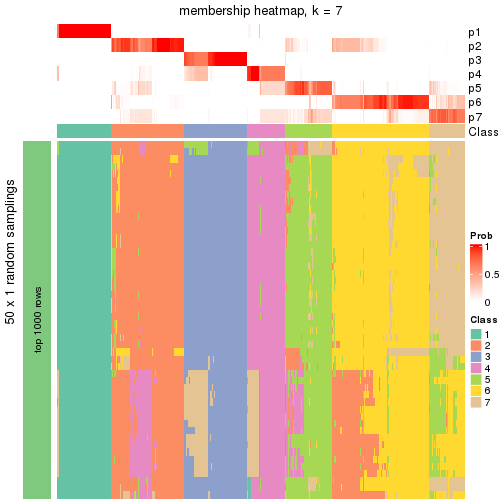 membership heatmap, k = 7
p1
p2
p3
p4
p5
p6
p7
Class
50 x 1 random samplings
top 1000 rows
Prob
1
0.5
0
Class
1
2
3
4
5
6
7